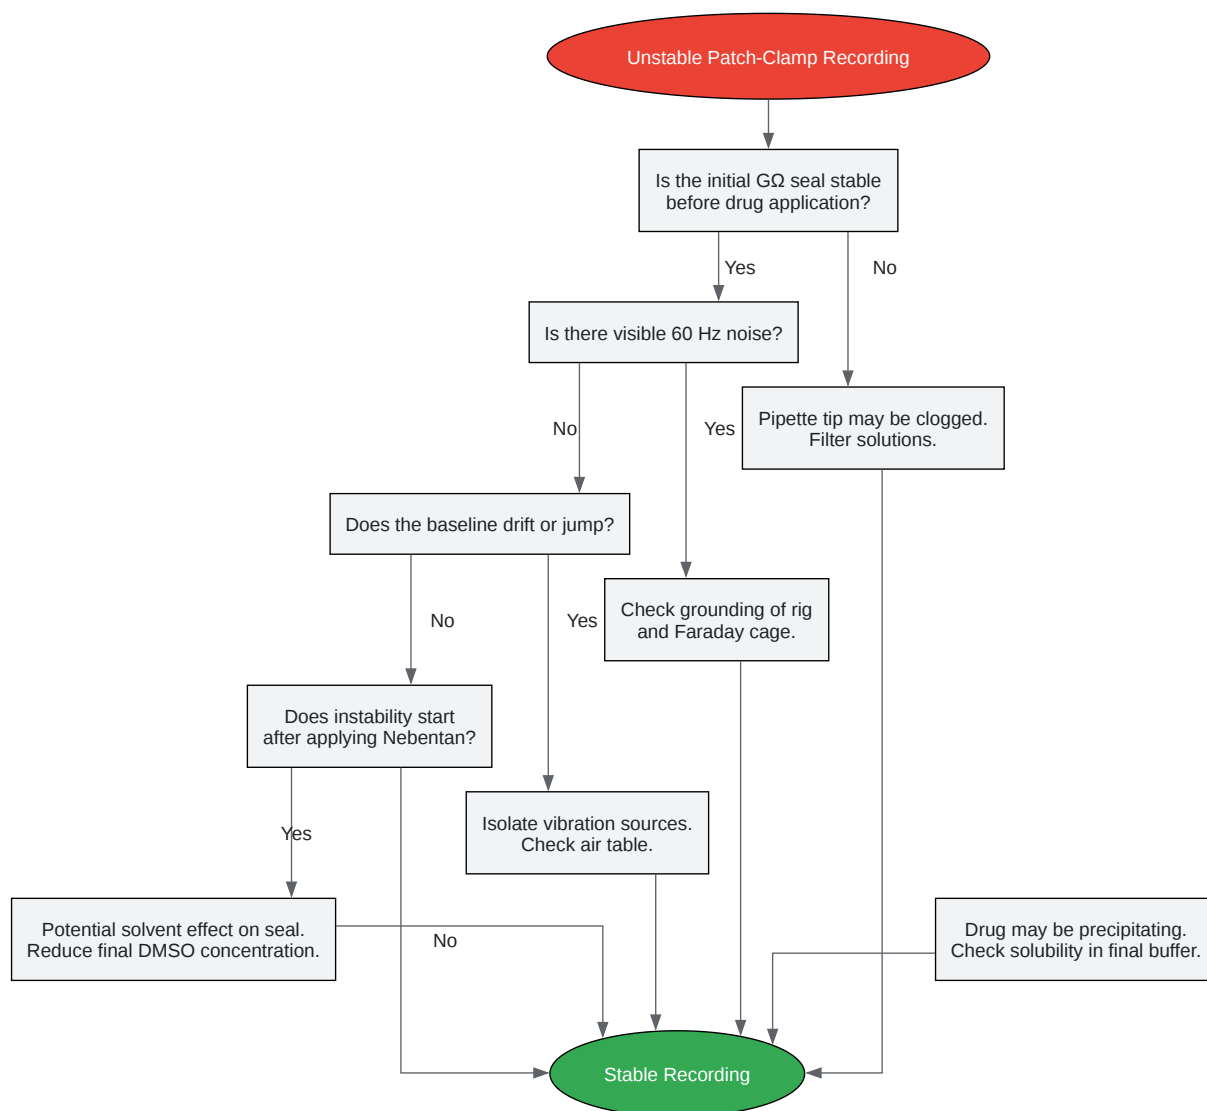 Unstable Patch-Clamp Recording
Is the initial GΩ seal stable
before drug application?
Yes
No
Is there visible 60 Hz noise?
Pipette tip may be clogged.
Filter solutions.
No
Yes
Does the baseline drift or jump?
Check grounding of rig
and Faraday cage.
No
Yes
Does instability start
after applying Nebentan?
Isolate vibration sources.
Check air table.
Yes
Potential solvent effect on seal.
Reduce final DMSO concentration.
No
Drug may be precipitating.
Check solubility in final buffer.
Stable Recording